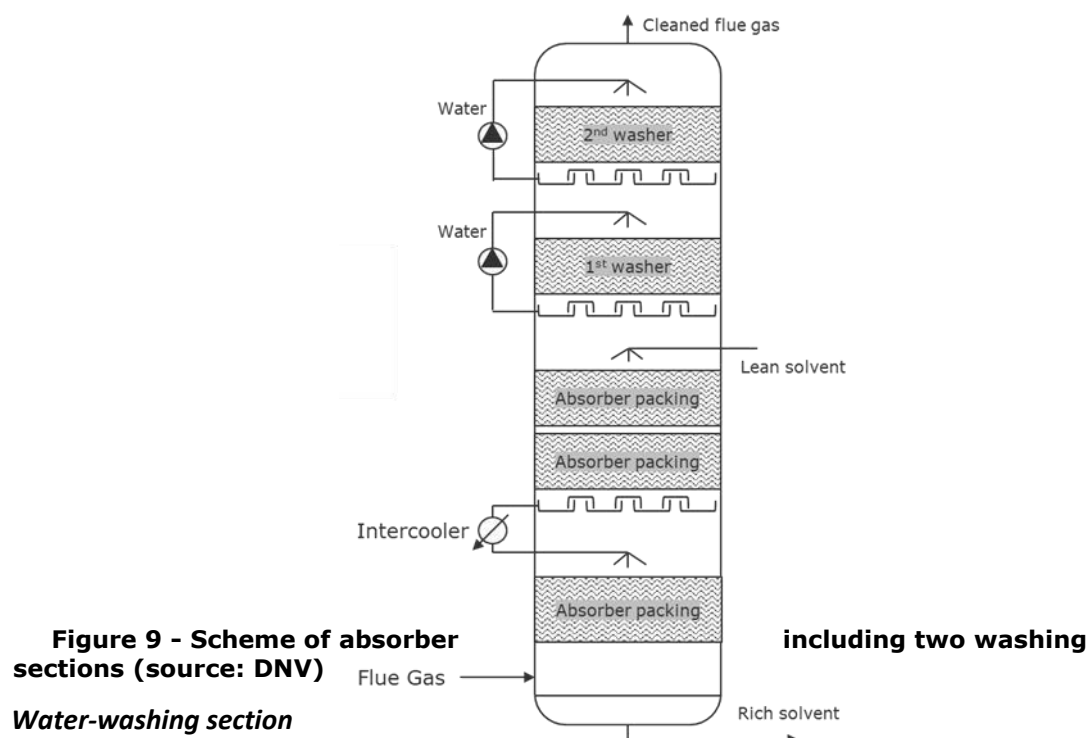 Cleaned flue gas
Water
2nd washer
Water
1st washer
Lean solvent
Absorber packing
Absorber packing
Intercooler
Absorber packing
Figure 9 - Scheme of absorber including two washing
sections (source: DNV)
Flue Gas
Rich solvent
Water-washing section